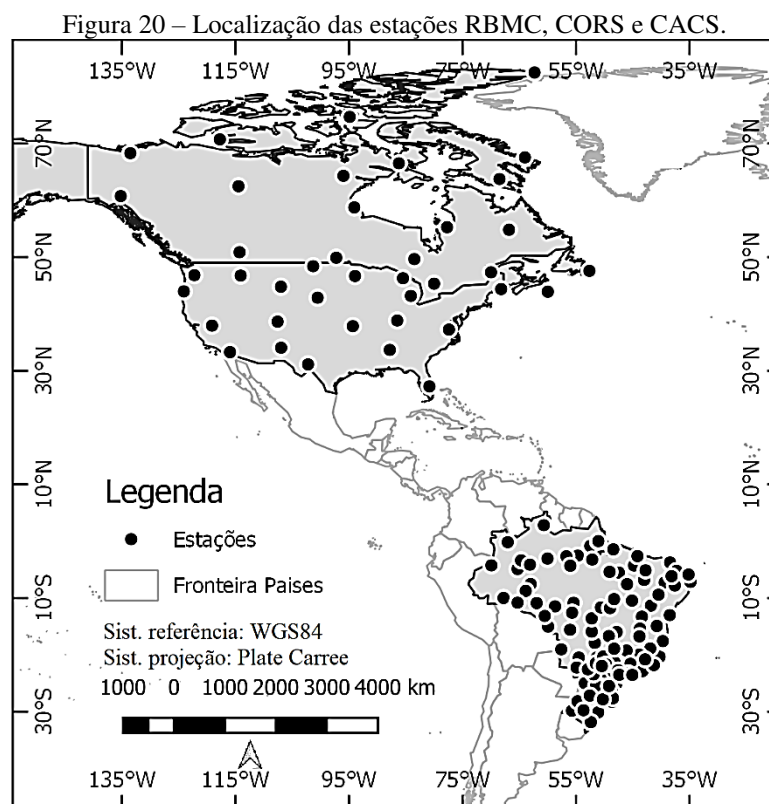 Figura 20 – Localização das estações RBMC, CORS e CACS.
135°W 115°W 95°W 75°W 55°W 35°W
70°N 70°N
50°N 50°N
30°N 30°N
10°N 10°N
10°S 10°S
30°S 30°S
Legenda
Estações
Fronteira Paises
Sist. referência: WGS84
Sist. projeção: Plate Carree
1000 0 1000 2000 3000 4000 km
135°W 115°W 95°W 75°W 55°W 35°W